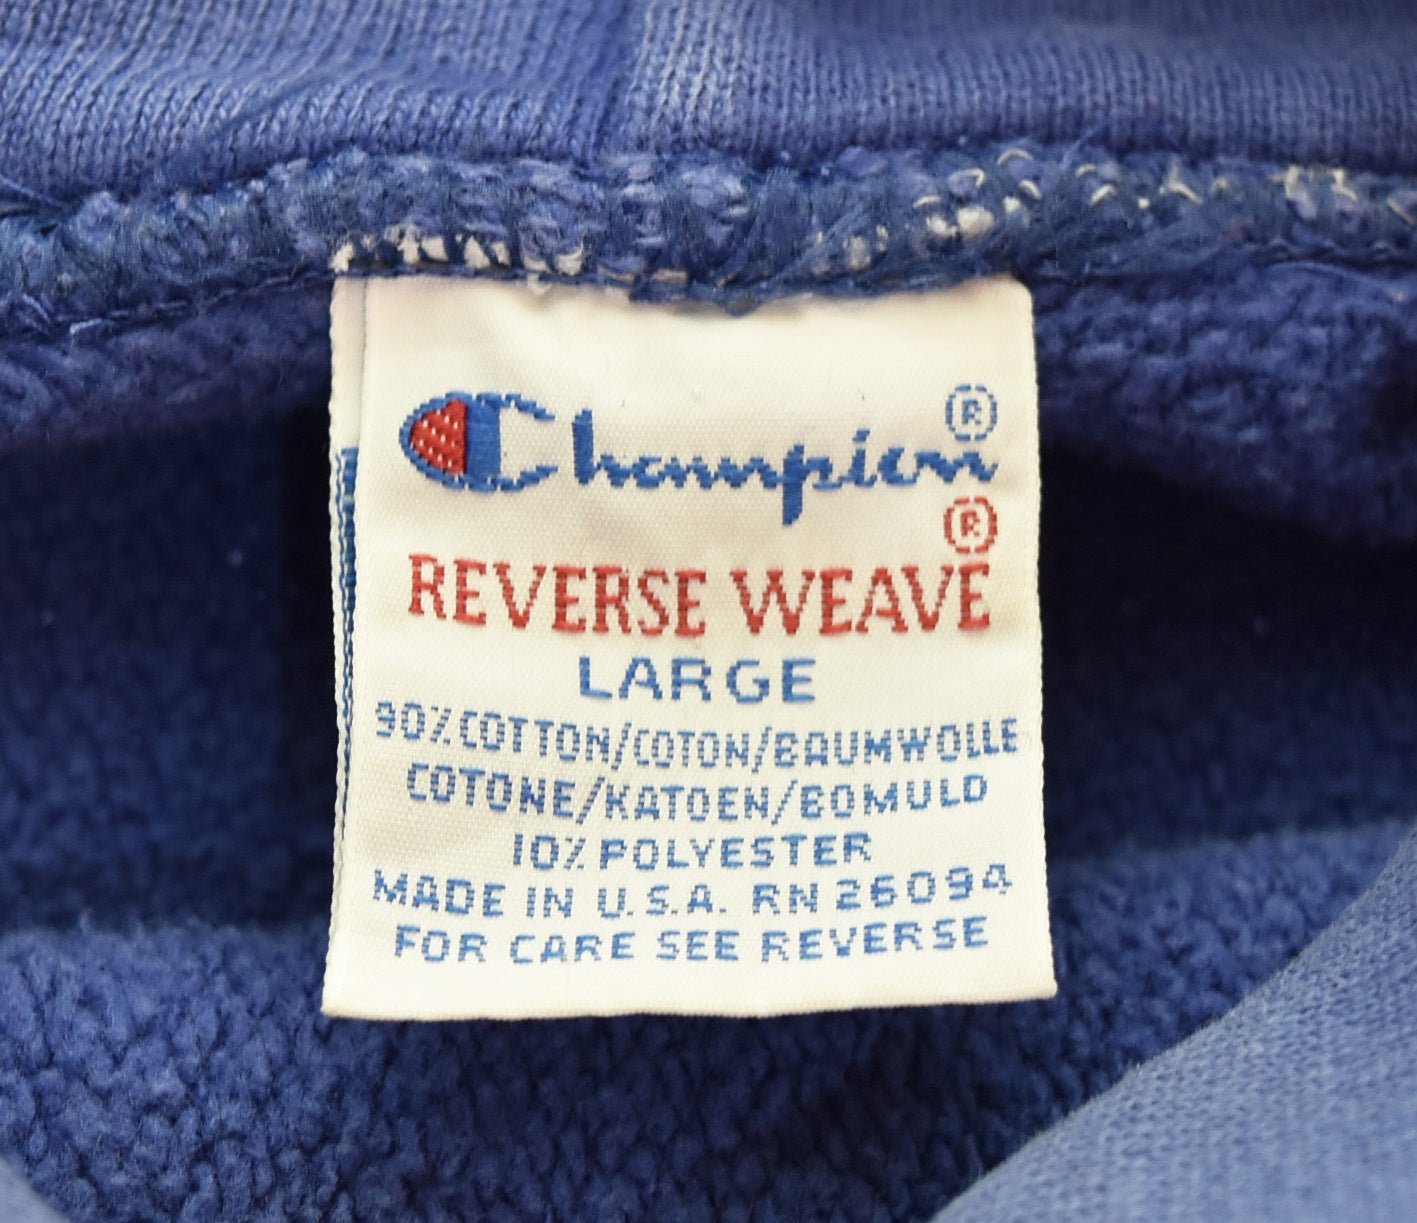 Champion®
REVERSE WEAVE®
LARGE
90% COTTON/COTON/BAUMWOLLE
COTONE/KATOEN/BOMULD
10% POLYESTER
MADE IN U.S.A. RN 26094
FOR CARE SEE REVERSE